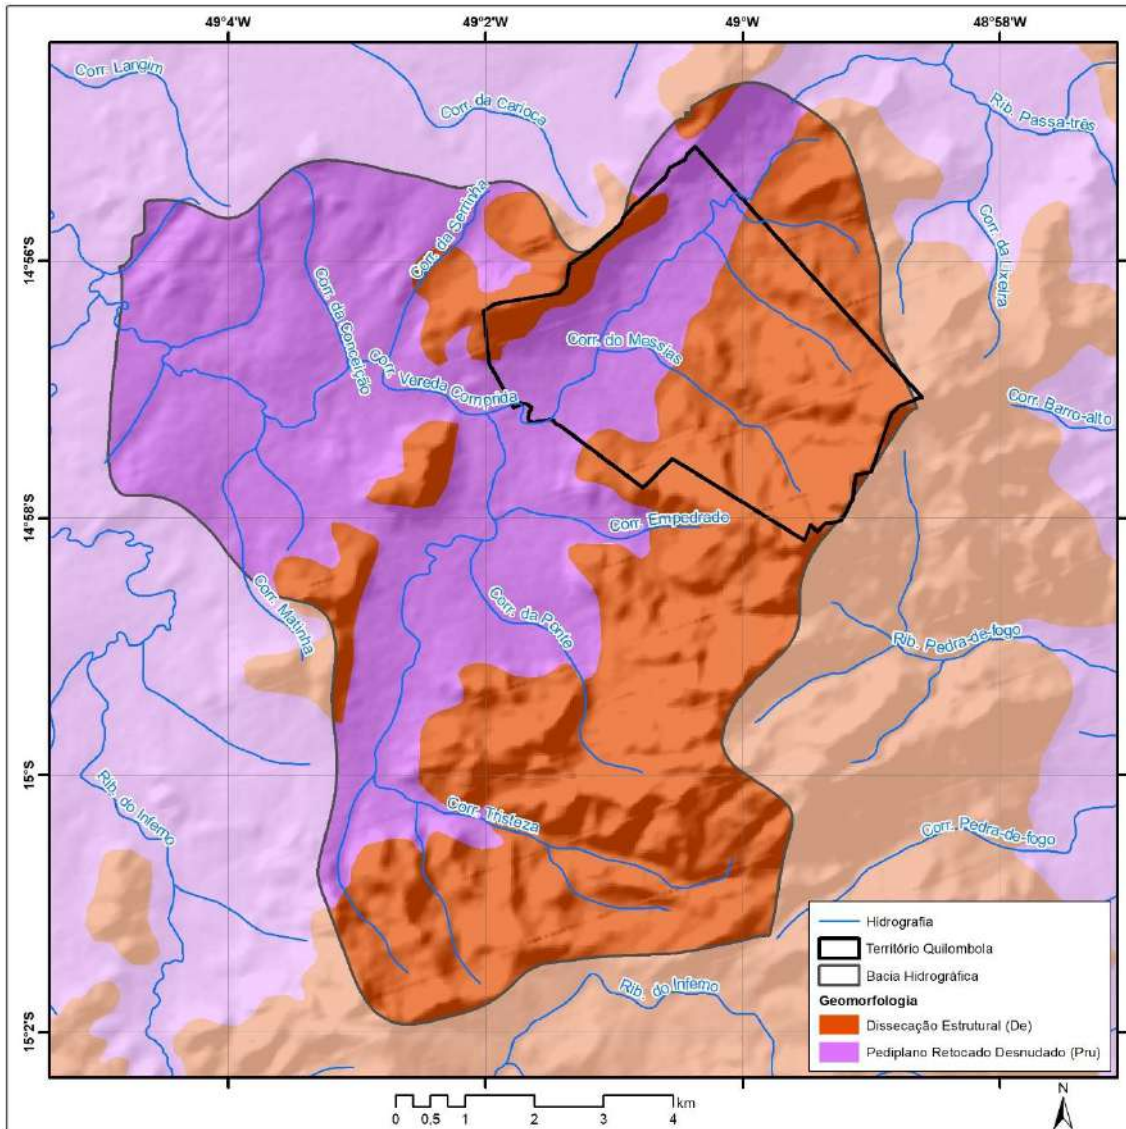 49°4'W
49°2'W
49°W
48°58'W
Corr. Langim
Corr. da Carioca
Rib. Passa-três
Corr. da Serrinha
Corr. da Lixeira
14°56'S
Corr. da Conceição
Corr. do Messias
Corr. Vereda Comprida
Corr. Barro-alto
14°58'S
Corr. Empedrado
Corr. Matinha
Corr. da Ponte
Rib. Pedra-de-fogo
15°S
Rib. do Inferno
Corr. Tristeza
Corr. Pedra-de-fogo
Rib. do Inferno
15°2'S
Hidrografia
Território Quilombola
Bacia Hidrográfica
Geomorfologia
Dissecação Estrutural (De)
Pediplano Retocado Desnudado (Pru)
km
0 0,5 1 2 3 4
N